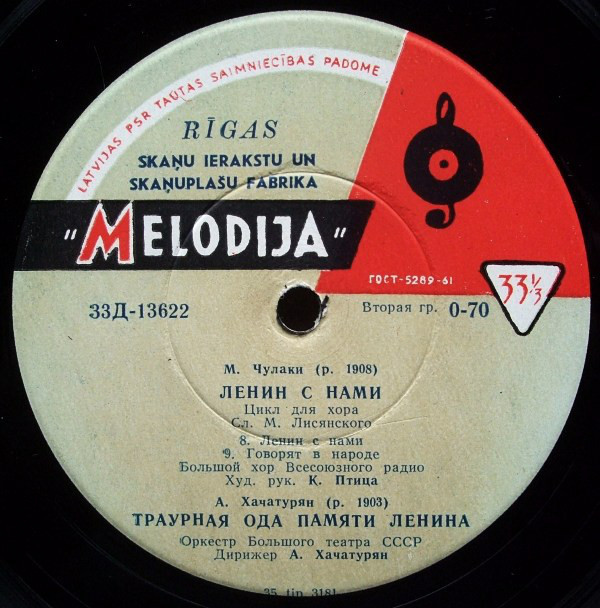 LATVIJAS PSR TAUTAS SAIMNIECĪBAS PADOME
RĪGAS
SKAŅU IERAKSTU UN
SKAŅUPLAŠU FABRIKA
"MELODIJA"
ГОСТ-5289-61
33⅓
33Д-13622
Вторая гр. 0-70
М. Чулаки (р. 1908)
ЛЕНИН С НАМИ
Цикл для хора
Сл. М. Лисянского
8. Ленин с нами
9. Говорят в народе
Большой хор Всесоюзного радио
Худ. рук. К. Птица
А. Хачатурян (р. 1903)
ТРАУРНАЯ ОДА ПАМЯТИ ЛЕНИНА
Оркестр Большого театра СССР
Дирижер А. Хачатурян
35 tip 3181